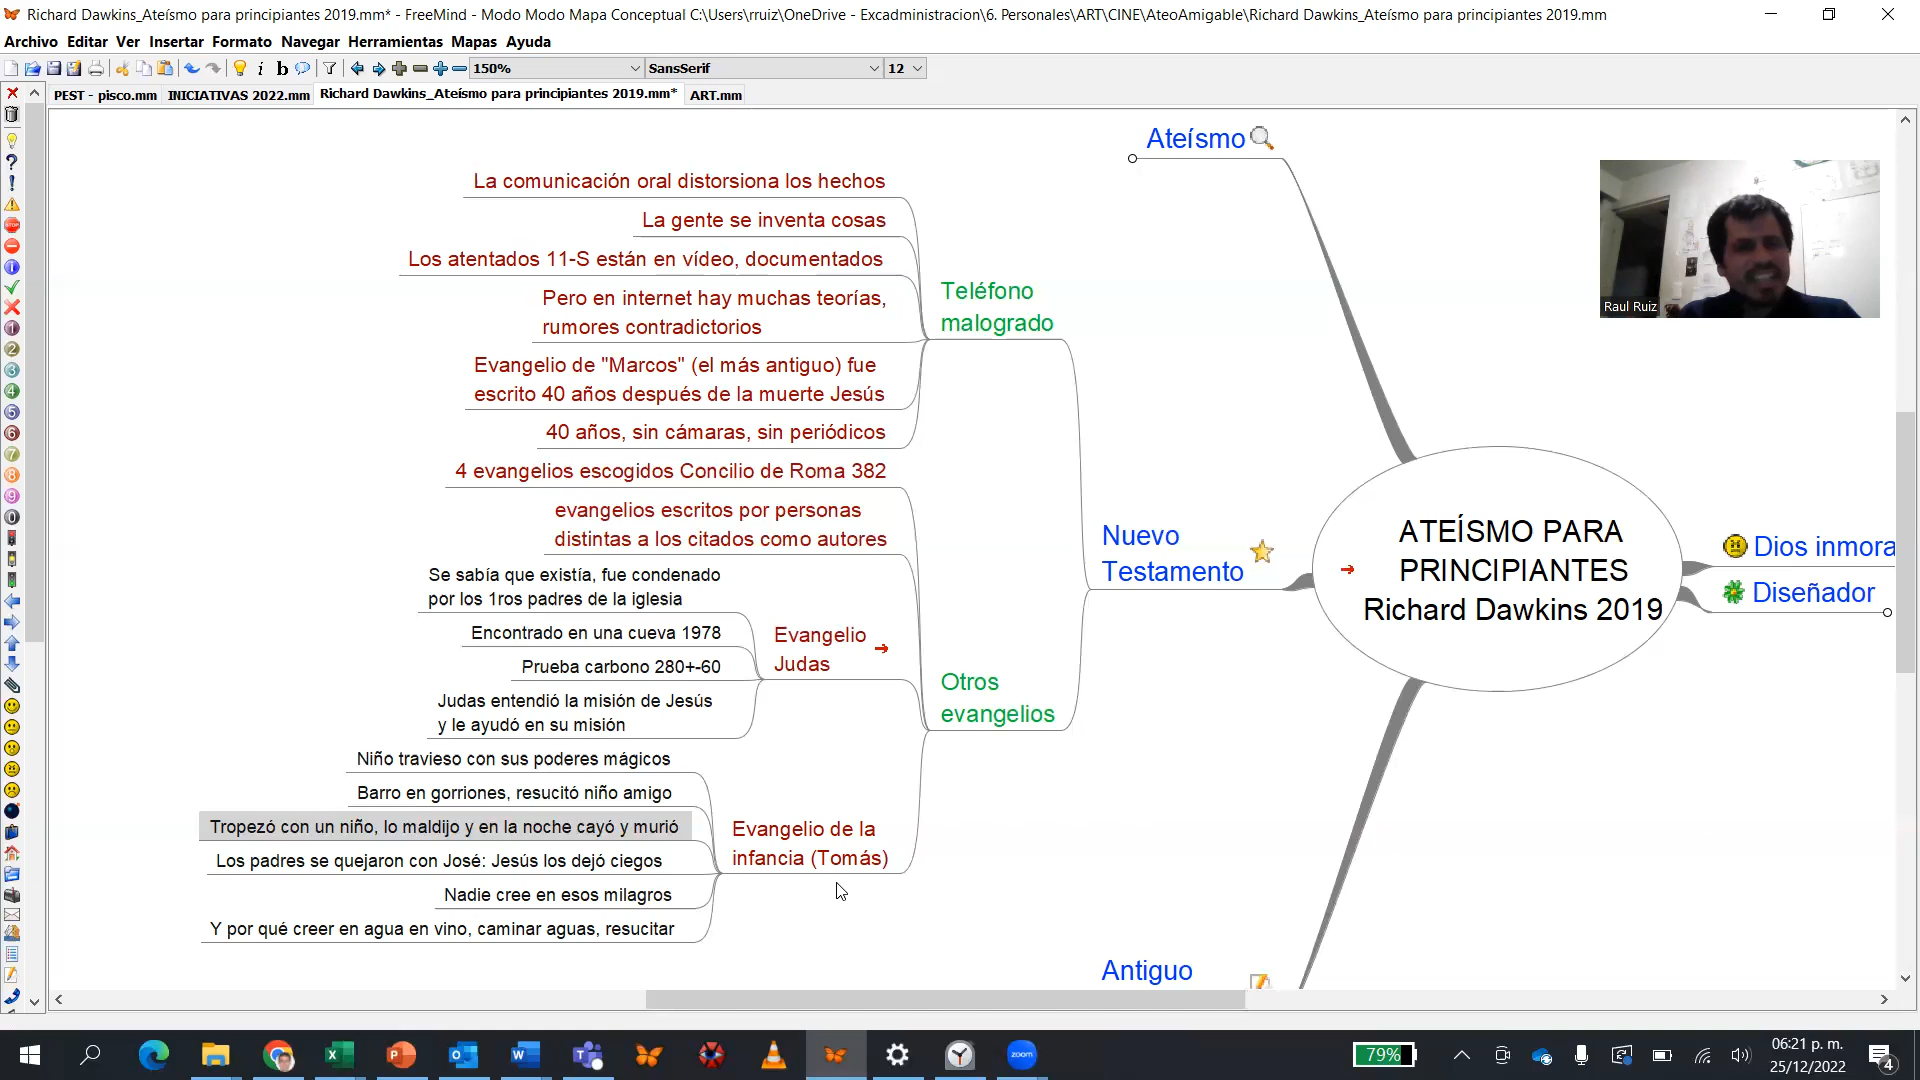 Richard Dawkins_Ateísmo para principiantes 2019.mm* - FreeMind - Modo Modo Mapa Conceptual C:\Users\rruiz\OneDrive - Excadministracion\6. Personales\ART\CINE\AteoAmigable\Richard Dawkins_Ateísmo para principiantes 2019.mm
Archivo Editar Ver Insertar Formato Navegar Herramientas Mapas Ayuda
150% SansSerif 12
PEST - pisco.mm INICIATIVAS 2022.mm Richard Dawkins_Ateísmo para principiantes 2019.mm* ART.mm
Ateísmo
La comunicación oral distorsiona los hechos
La gente se inventa cosas
Los atentados 11-S están en vídeo, documentados
Pero en internet hay muchas teorías,
rumores contradictorios
Evangelio de "Marcos" (el más antiguo) fue
escrito 40 años después de la muerte Jesús
40 años, sin cámaras, sin periódicos
Teléfono
malogrado
4 evangelios escogidos Concilio de Roma 382
evangelios escritos por personas
distintas a los citados como autores
Se sabía que existía, fue condenado
por los 1ros padres de la iglesia
Encontrado en una cueva 1978
Prueba carbono 280+-60
Judas entendió la misión de Jesús
y le ayudó en su misión
Evangelio
Judas
Niño travieso con sus poderes mágicos
Barro en gorriones, resucitó niño amigo
Tropezó con un niño, lo maldijo y en la noche cayó y murió
Los padres se quejaron con José: Jesús los dejó ciegos
Nadie cree en esos milagros
Y por qué creer en agua en vino, caminar aguas, resucitar
Evangelio de la
infancia (Tomás)
Otros
evangelios
Nuevo
Testamento
ATEÍSMO PARA
PRINCIPIANTES
Richard Dawkins 2019
Dios inmora
Diseñador
Antiguo
Raul Ruiz
79%
06:21 p. m.
25/12/2022
4
zoom